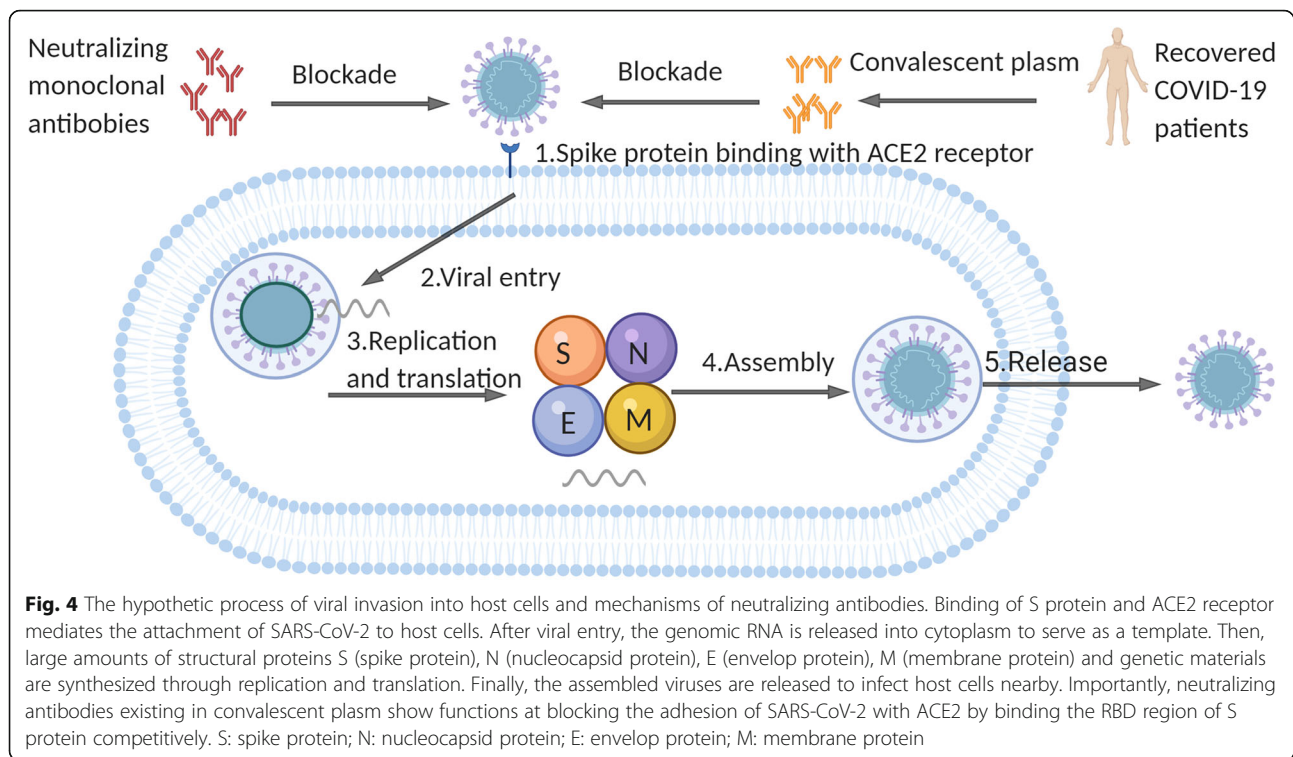 Neutralizing
monoclonal
antibobies
Blockade
Blockade
Convalescent plasm
Recovered
COVID-19
patients
1.Spike protein binding with ACE2 receptor
2.Viral entry
3.Replication
and translation
S
N
E
M
4.Assembly
5.Release
Fig. 4 The hypothetic process of viral invasion into host cells and mechanisms of neutralizing antibodies. Binding of S protein and ACE2 receptor
mediates the attachment of SARS-CoV-2 to host cells. After viral entry, the genomic RNA is released into cytoplasm to serve as a template. Then,
large amounts of structural proteins S (spike protein), N (nucleocapsid protein), E (envelop protein), M (membrane protein) and genetic materials
are synthesized through replication and translation. Finally, the assembled viruses are released to infect host cells nearby. Importantly, neutralizing
antibodies existing in convalescent plasm show functions at blocking the adhesion of SARS-CoV-2 with ACE2 by binding the RBD region of S
protein competitively. S: spike protein; N: nucleocapsid protein; E: envelop protein; M: membrane protein